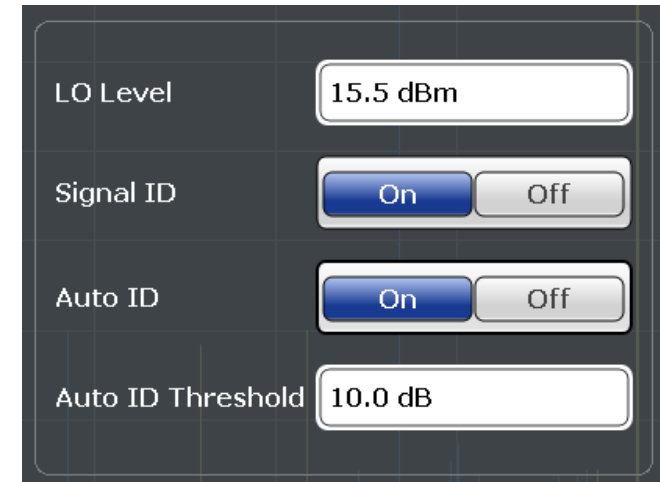 LO Level 15.5 dBm
Signal ID On Off
Auto ID On Off
Auto ID Threshold 10.0 dB